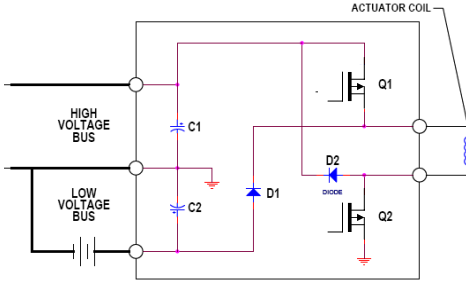 ACTUATOR COIL
Q1
HIGH
VOLTAGE
BUS
C1
D2
DIODE
LOW
VOLTAGE
BUS
C2
D1
Q2